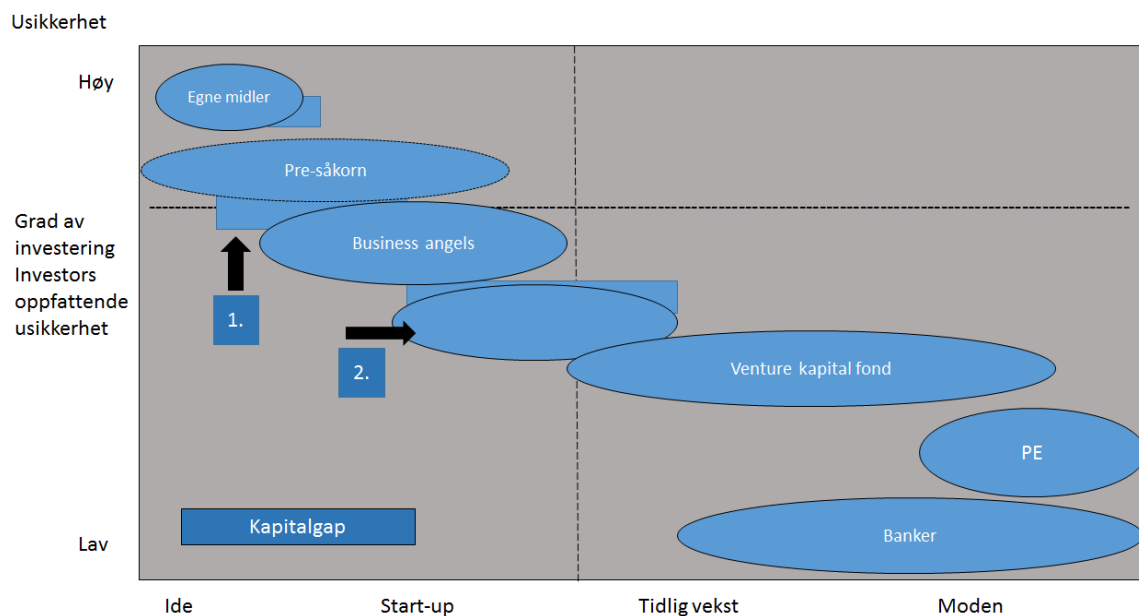 Usikkerhet
Høy
Egne midler
Pre-såkorn
Grad av
investering
Investors
oppfattende
usikkerhet
Business angels
1.
2.
Venture kapital fond
PE
Kapitalgap
Banker
Lav
Ide
Start-up
Tidlig vekst
Moden